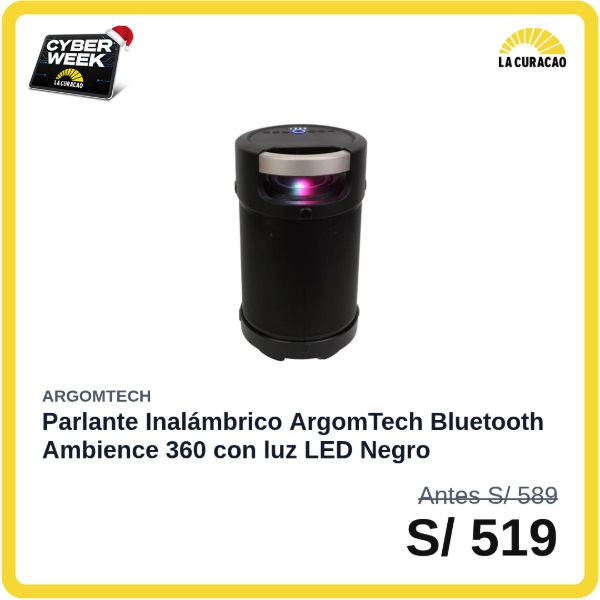 CYBER
WEEK
LA CURACAO
LA CURACAO
ARGOMTECH
Parlante Inalámbrico ArgomTech Bluetooth
Ambience 360 con luz LED Negro
Antes S/ 589
S/ 519